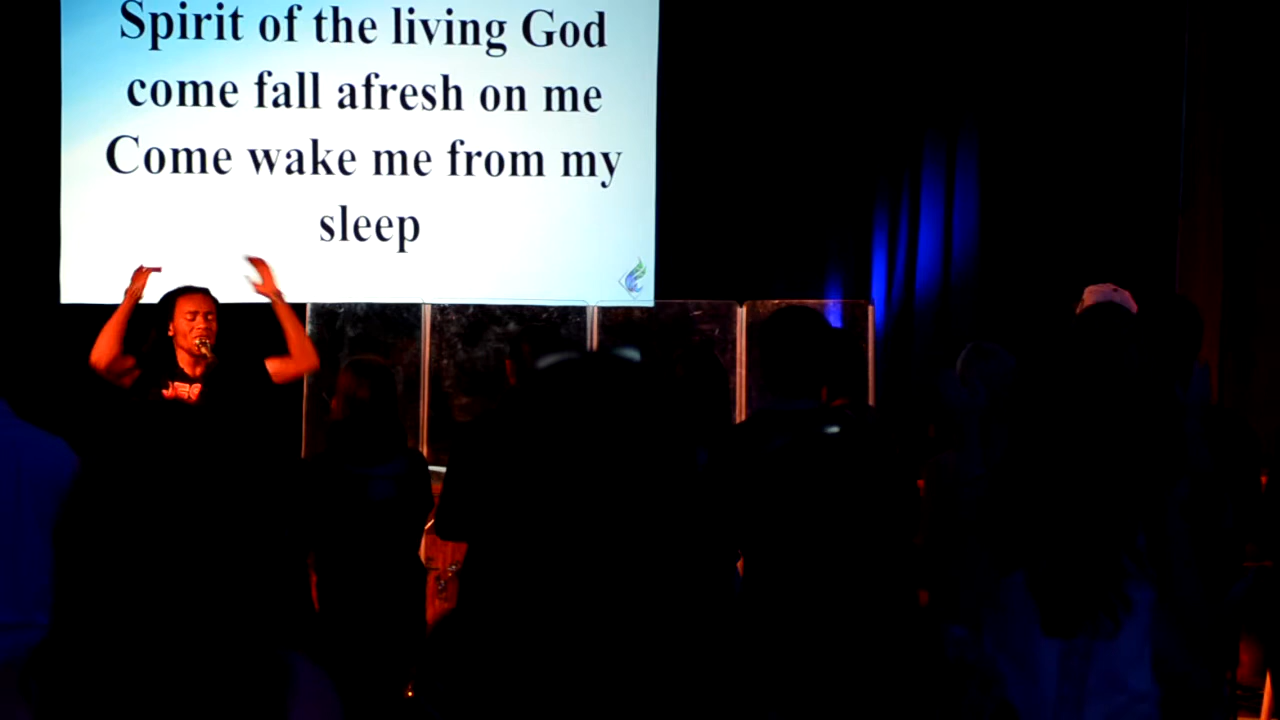 Spirit of the living God
come fall afresh on me
Come wake me from my
sleep